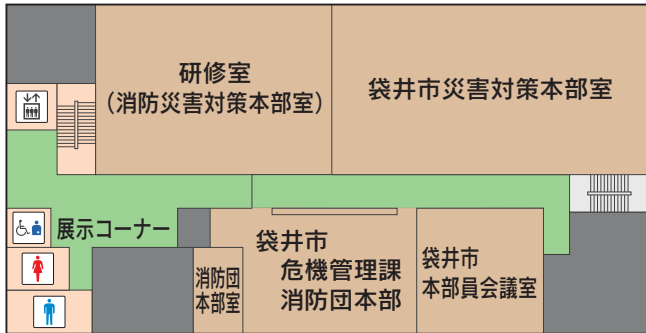 研修室
（消防災害対策本部室）
袋井市災害対策本部室
展示コーナー
消防団
本部室
袋井市
危機管理課
消防団本部
袋井市
本部員会議室